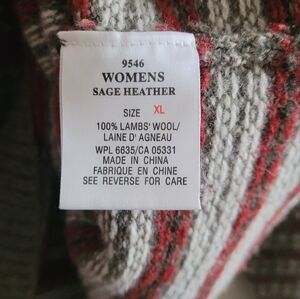 9546
WOMENS
SAGE HEATHER
SIZE XL
100% LAMBS' WOOL/
LAINE D' AGNEAU
WPL 6635/CA 05331
MADE IN CHINA
FABRIQUE EN CHINE
SEE REVERSE FOR CARE